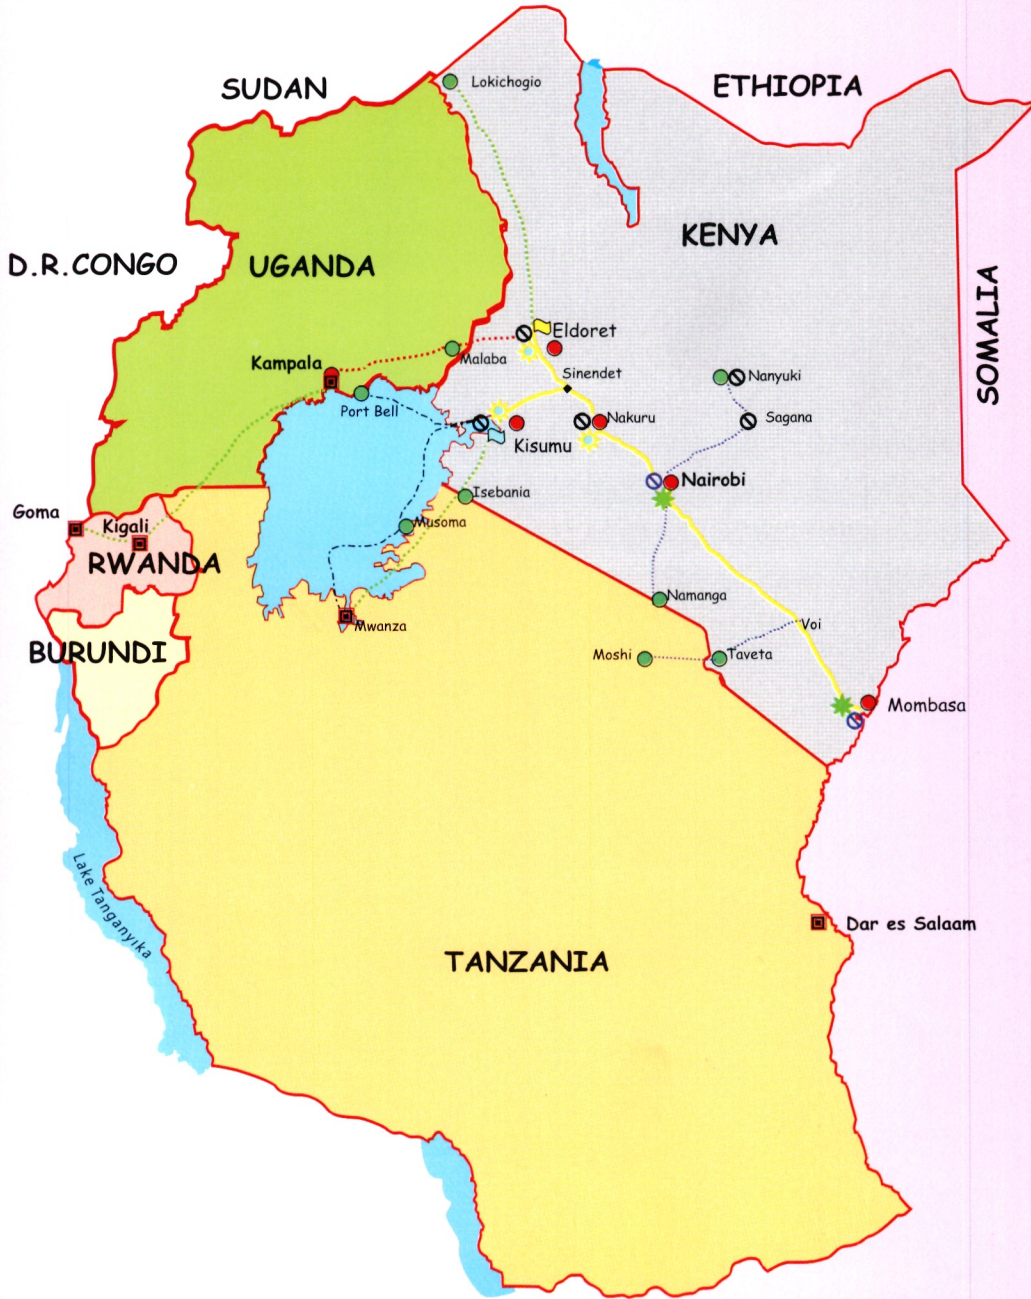 SUDAN
Lokichogio
ETHIOPIA
KENYA
D.R.CONGO
UGANDA
SOMALIA
Eldoret
Malaba
Kampala
Sinendet
Nanyuki
Port Bell
Sagana
Nakuru
Kisumu
Nairobi
Isebania
Goma
Kigali
Musoma
RWANDA
Namanga
Mwanza
Voi
BURUNDI
Moshi
Taveta
Mombasa
Lake Tanganyika
Dar es Salaam
TANZANIA